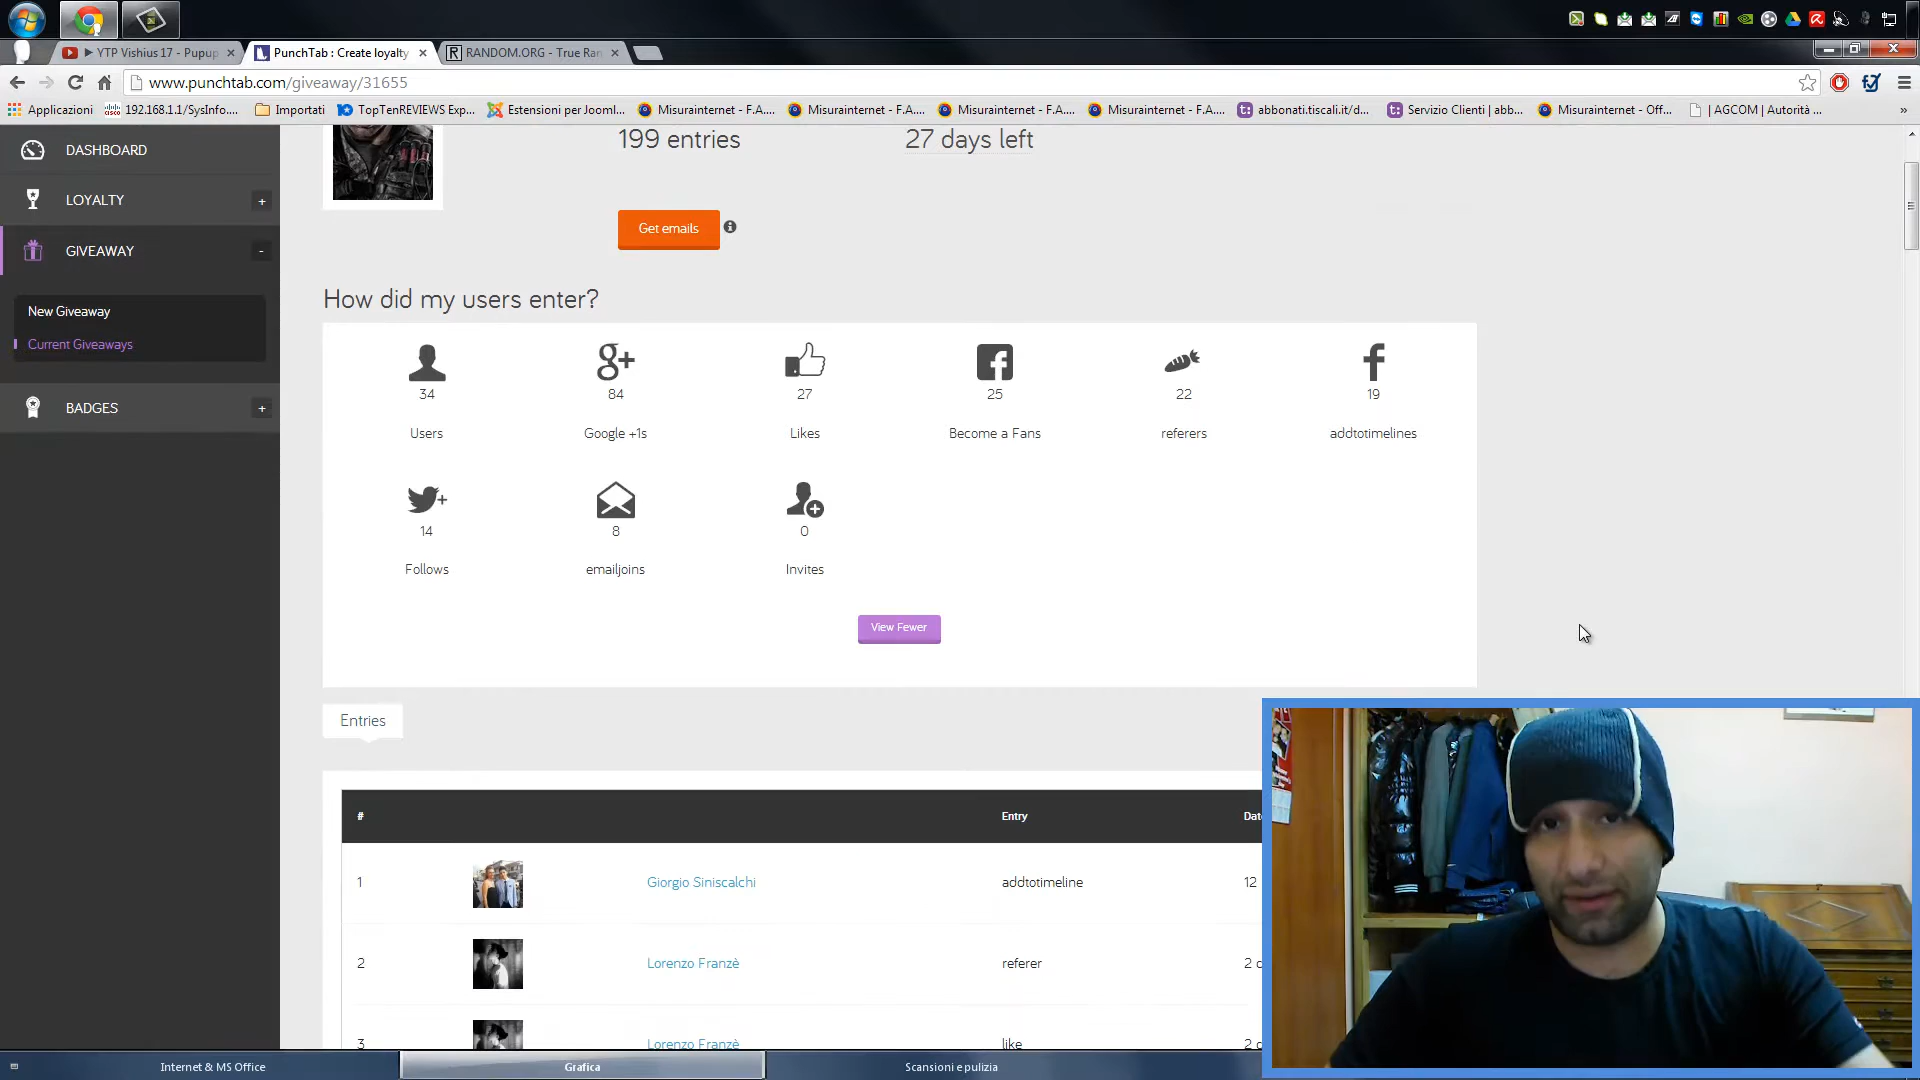 YTP Vishius 17 - Pupup
PunchTab : Create loyalty
RANDOM.ORG - True Ran
www.punchtab.com/giveaway/31655
Applicazioni
192.168.1.1/SysInfo....
Importati
TopTenREVIEWS Exp...
Estensioni per Jooml...
Misurainternet - F.A....
Misurainternet - F.A....
Misurainternet - F.A....
Misurainternet - F.A....
abbonati.tiscali.it/d...
Servizio Clienti | abb...
Misurainternet - Off...
| AGCOM | Autorità ...
»
DASHBOARD
LOYALTY
+
GIVEAWAY
-
New Giveaway
Current Giveaways
BADGES
+
199 entries
27 days left
Get emails
How did my users enter?
34
84
27
25
22
19
Users
Google +1s
Likes
Become a Fans
referers
addtotimelines
14
8
0
Follows
emailjoins
Invites
View Fewer
Entries
#
Entry
Dat
1
Giorgio Siniscalchi
addtotimeline
12
2
Lorenzo Franzè
referer
2
3
Lorenzo Franzè
like
2
Internet & MS Office
Grafica
Scansioni e pulizia